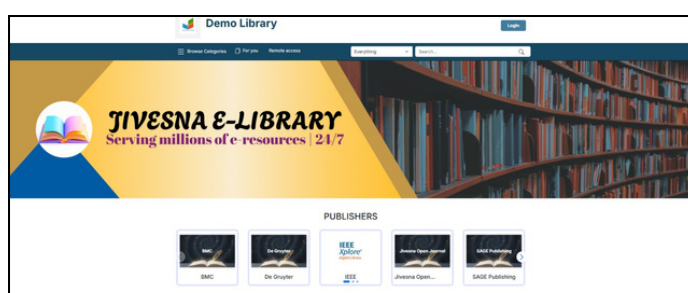 Demo Library
Login
Browse Categories For you Remote access Everything Search...
JIVESNA E-LIBRARY
Serving millions of e-resources | 24/7
PUBLISHERS
BMC De Gruyter IEEE Xplore® Jivesna Open Journal SAGE Publishing
BMC De Gruyter IEEE Jivesna Open... SAGE Publishing